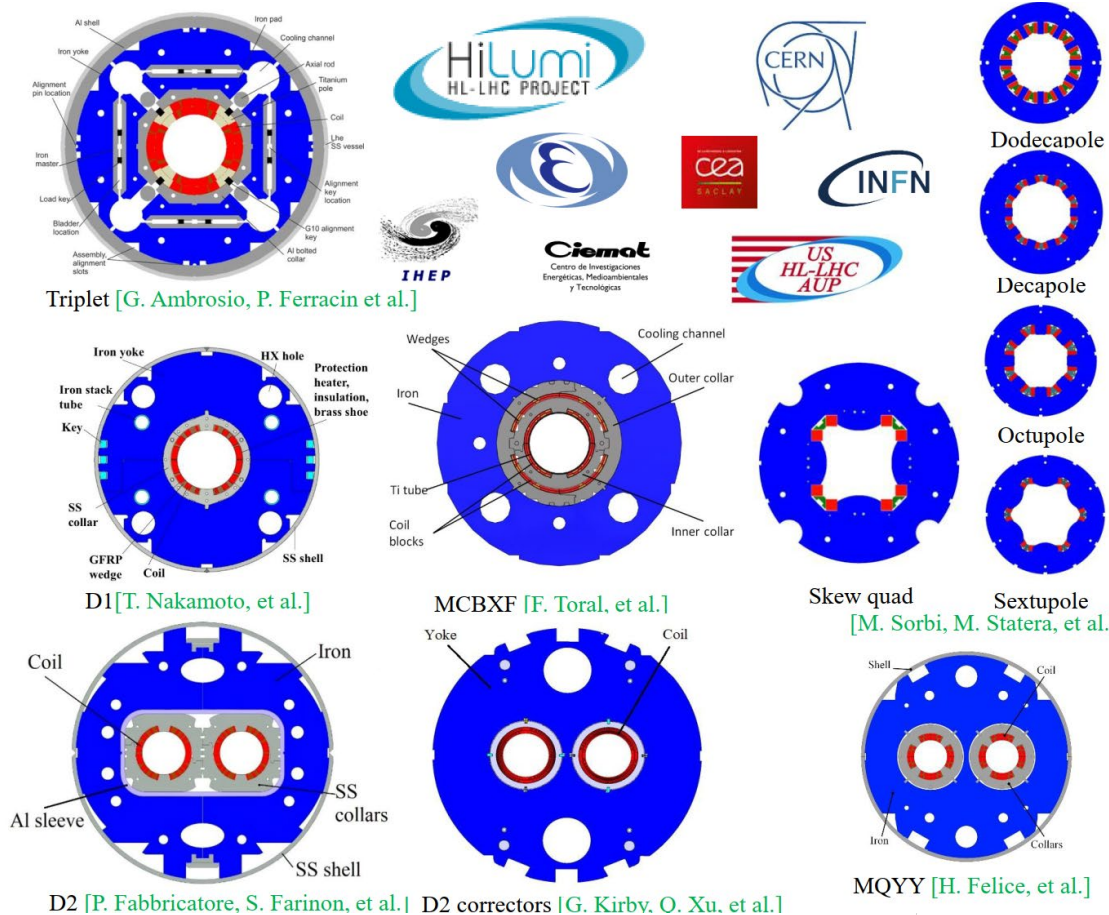 Al shell
Iron yoke
Alignment
pin location
Iron
master
Load key
Bladder
location
Assembly,
alignment
slots
Iron pad
Cooling channel
Axial rod
Titanium
pole
Coil
Lhe
SS vessel
Alignment
key
location
G10 alignment
key
Al bolted
collar
Triplet [G. Ambrosio, P. Ferracin et al.]
HiLumi
HL-LHC PROJECT
CERN
cea
SACLAY
INFN
IHEP
Ciemat
Centro de Investigaciones
Energéticas, Medioambientales
y Tecnológicas
US
HL-LHC
AUP
Dodecapole
Decapole
Octupole
Sextupole
Skew quad
[M. Sorbi, M. Statera, et al.
Iron yoke
Iron stack
tube
Key
SS
collar
GFRP
wedge
Coil
HX hole
Protection
heater,
insulation,
brass shoe
SS shell
D1[T. Nakamoto, et al.]
Wedges
Iron
Ti tube
Coil
blocks
Cooling channel
Outer collar
Inner collar
MCBXF [F. Toral, et al.]
Coil
Iron
Al sleeve
SS
collars
SS shell
D2 [P. Fabbricatore, S. Farinon, et al.]
Yoke
Coil
D2 correctors [G. Kirby, Q. Xu, et al.]
Shell
Coil
Iron
Collars
MQYY [H. Felice, et al.]